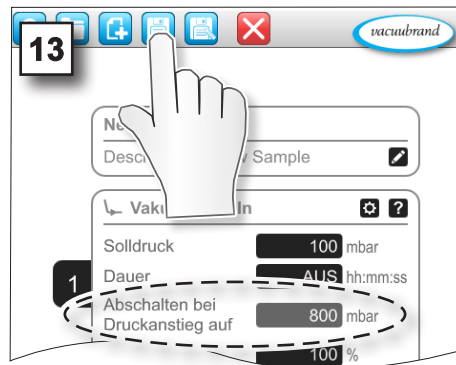 13
vacuubrand
Ne
Desc Sample
Vaku In
?
Solldruck 100 mbar
1
Dauer AUS hh:mm:ss
Abschalten bei
Druckanstieg auf 800 mbar
100 %